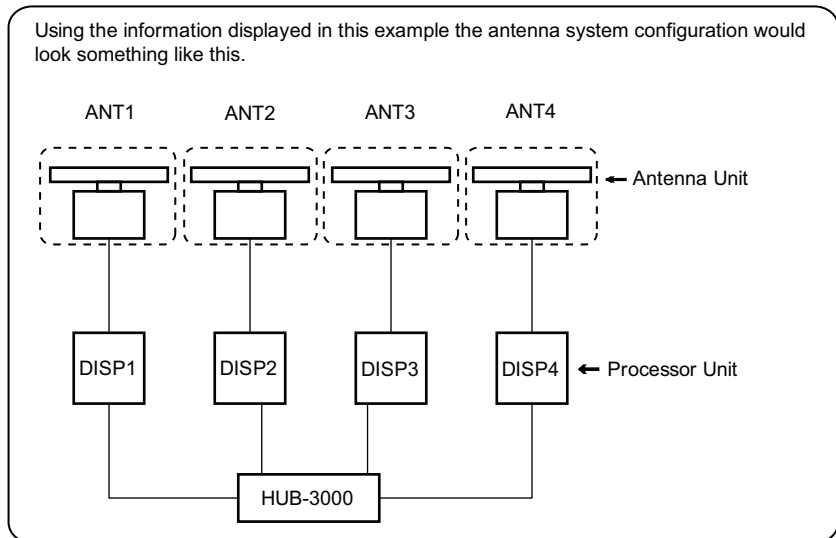 Using the information displayed in this example the antenna system configuration would
look something like this.
ANT1 ANT2 ANT3 ANT4
Antenna Unit
DISP1 DISP2 DISP3 DISP4 Processor Unit
HUB-3000